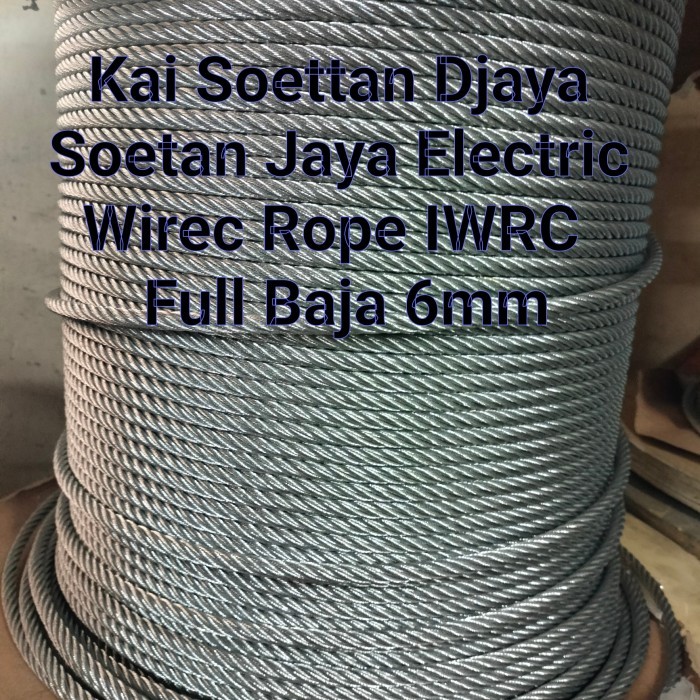 Kai Soettan Djaya
Soetan Jaya Electric
Wirec Rope IWRC
Full Baja 6mm